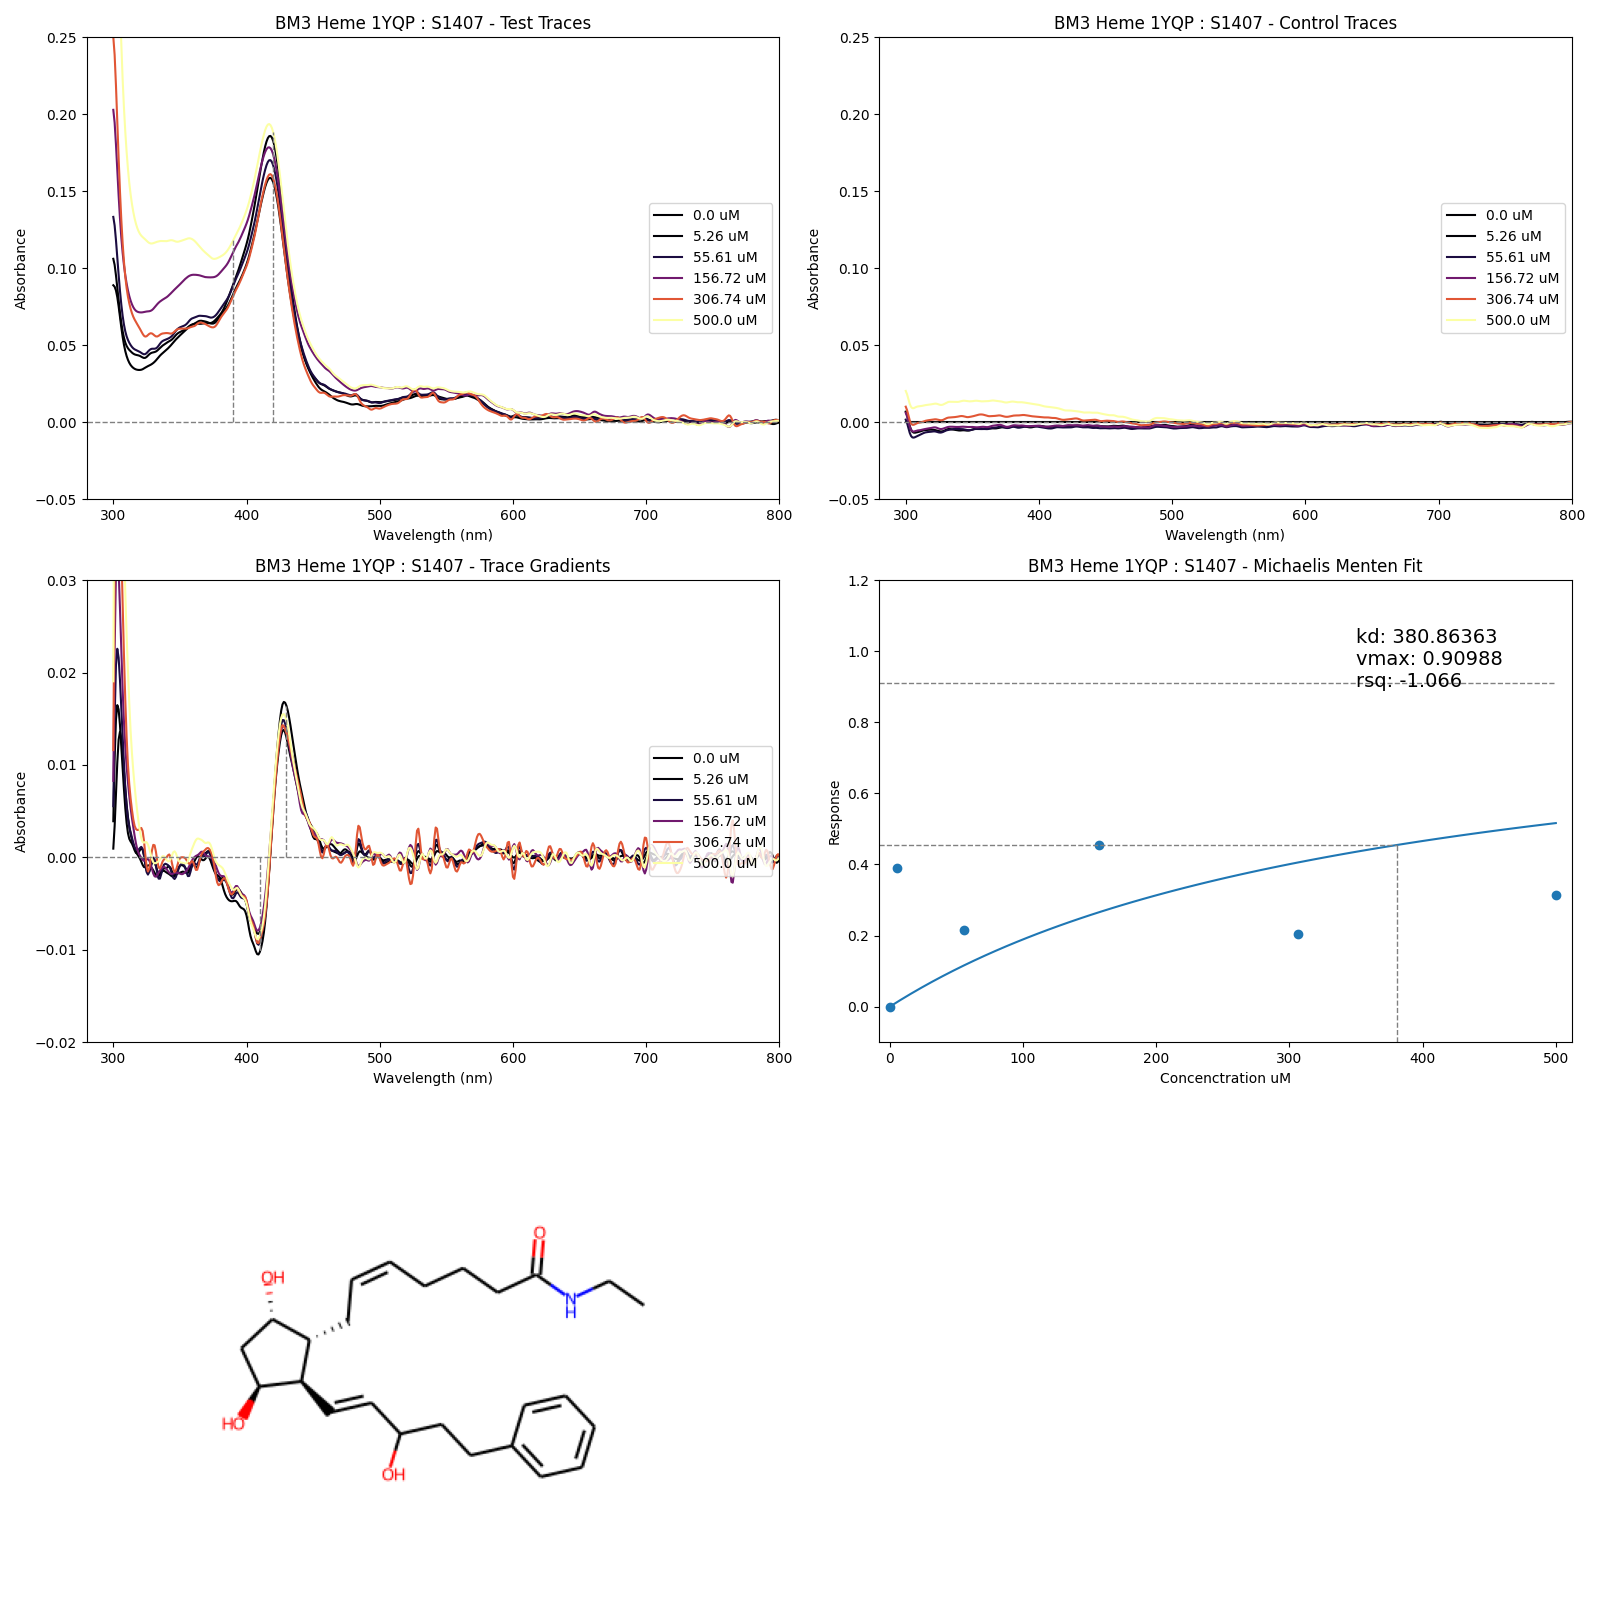 BM3 Heme 1YQP : S1407 - Test Traces
0.25
0.20
0.15
0.10
0.05
0.00
−0.05
Absorbance
300
400
500
600
700
800
Wavelength (nm)
0.0 uM
5.26 uM
55.61 uM
156.72 uM
306.74 uM
500.0 uM
BM3 Heme 1YQP : S1407 - Control Traces
0.25
0.20
0.15
0.10
0.05
0.00
−0.05
Absorbance
300
400
500
600
700
800
Wavelength (nm)
0.0 uM
5.26 uM
55.61 uM
156.72 uM
306.74 uM
500.0 uM
BM3 Heme 1YQP : S1407 - Trace Gradients
0.03
0.02
0.01
0.00
−0.01
−0.02
Absorbance
300
400
500
600
700
800
Wavelength (nm)
0.0 uM
5.26 uM
55.61 uM
156.72 uM
306.74 uM
500.0 uM
BM3 Heme 1YQP : S1407 - Michaelis Menten Fit
1.2
1.0
0.8
0.6
0.4
0.2
0.0
Response
kd: 380.86363
vmax: 0.90988
rsq: -1.066
0
100
200
300
400
500
Concenctration uM
O
OH
N
H
HO
OH